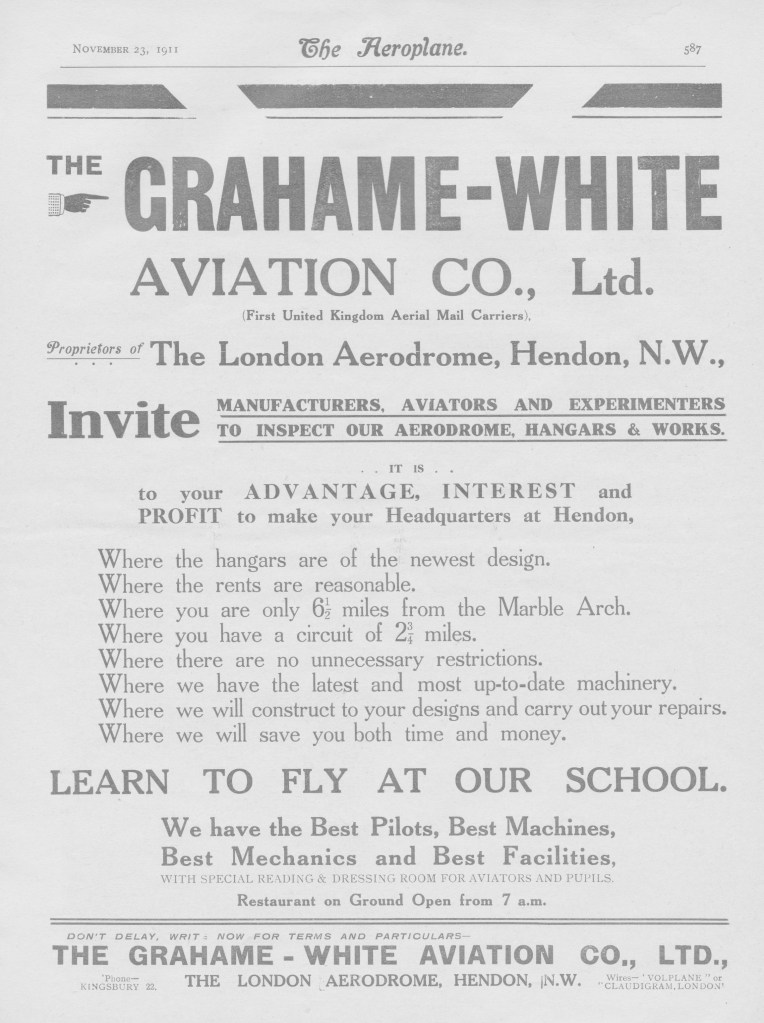 NOVEMBER 23, 1911 The Aeroplane. 587
THE
GRAHAME-WHITE
AVIATION CO., Ltd.
(First United Kingdom Aerial Mail Carriers),
Proprietors of The London Aerodrome, Hendon, N.W.,
Invite MANUFACTURERS, AVIATORS AND EXPERIMENTERS
TO INSPECT OUR AERODROME, HANGARS & WORKS.
. . IT IS . .
to your ADVANTAGE, INTEREST and
PROFIT to make your Headquarters at Hendon,
Where the hangars are of the newest design.
Where the rents are reasonable.
Where you are only 6½ miles from the Marble Arch.
Where you have a circuit of 2¾ miles.
Where there are no unnecessary restrictions.
Where we have the latest and most up-to-date machinery.
Where we will construct to your designs and carry out your repairs.
Where we will save you both time and money.
LEARN TO FLY AT OUR SCHOOL.
We have the Best Pilots, Best Machines,
Best Mechanics and Best Facilities,
WITH SPECIAL READING & DRESSING ROOM FOR AVIATORS AND PUPILS.
Restaurant on Ground Open from 7 a.m.
DON'T DELAY, WRITE NOW FOR TERMS AND PARTICULARS—
THE GRAHAME - WHITE AVIATION CO., LTD.,
'Phone—
KINGSBURY 22.
THE LONDON AERODROME, HENDON, N.W.
Wires—"VOLPLANE" or
"CLAUDIGRAM, LONDON"